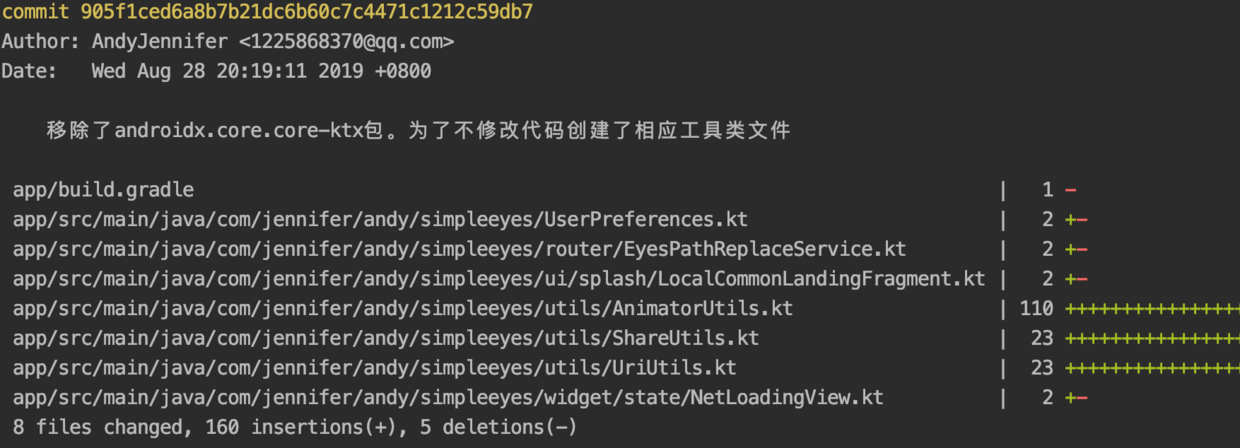 commit 905f1ced6a8b7b21dc6b60c7c4471c1212c59db7
Author: AndyJennifer <1225868370@qq.com>
Date:   Wed Aug 28 20:19:11 2019 +0800
移除了androidx.core.core-ktx包。为了不修改代码创建了相应工具类文件
app/build.gradle | 1 -
app/src/main/java/com/jennifer/andy/simpleeyes/UserPreferences.kt | 2 +-
app/src/main/java/com/jennifer/andy/simpleeyes/router/EyesPathReplaceService.kt | 2 +-
app/src/main/java/com/jennifer/andy/simpleeyes/ui/splash/LocalCommonLandingFragment.kt | 2 +-
app/src/main/java/com/jennifer/andy/simpleeyes/utils/AnimatorUtils.kt | 110 ++++++++++++++++
app/src/main/java/com/jennifer/andy/simpleeyes/utils/ShareUtils.kt | 23 ++++++++++++++++
app/src/main/java/com/jennifer/andy/simpleeyes/utils/UriUtils.kt | 23 ++++++++++++++++
app/src/main/java/com/jennifer/andy/simpleeyes/widget/state/NetLoadingView.kt | 2 +-
8 files changed, 160 insertions(+), 5 deletions(-)